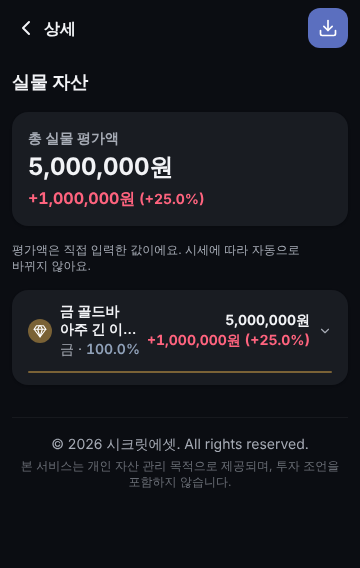 상세
실물 자산
총 실물 평가액
5,000,000원
+1,000,000원 (+25.0%)
평가액은 직접 입력한 값이에요. 시세에 따라 자동으로
바뀌지 않아요.
금 골드바
아주 긴 이...
금 · 100.0%
5,000,000원
+1,000,000원 (+25.0%)
© 2026 시크릿에셋. All rights reserved.
본 서비스는 개인 자산 관리 목적으로 제공되며, 투자 조언을
포함하지 않습니다.